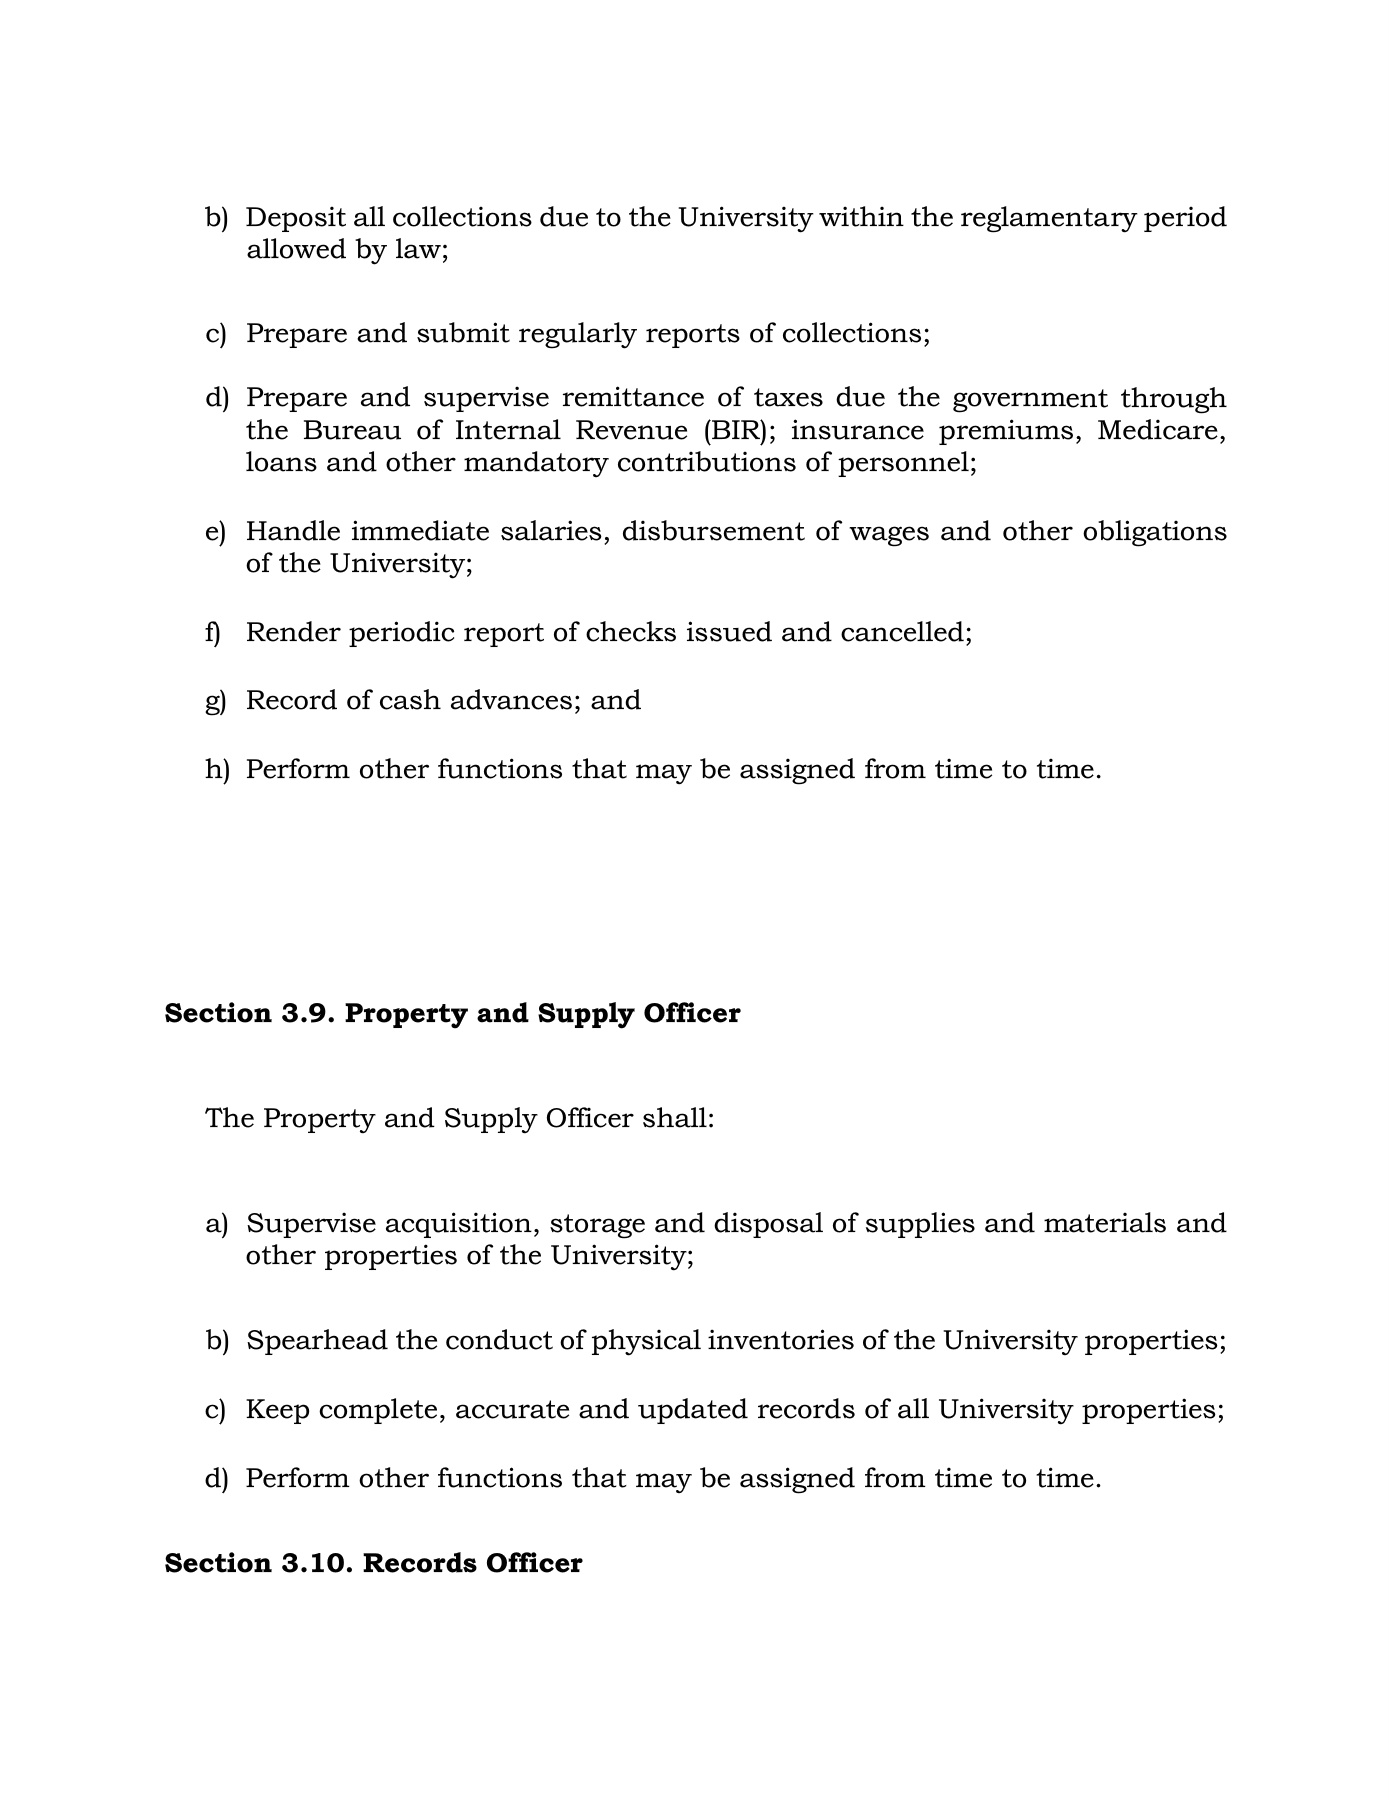 b) Deposit all collections due to the University within the reglamentary period
allowed by law;
c) Prepare and submit regularly reports of collections;
d) Prepare and supervise remittance of taxes due the government through
the Bureau of Internal Revenue (BIR); insurance premiums, Medicare,
loans and other mandatory contributions of personnel;
e) Handle immediate salaries, disbursement of wages and other obligations
of the University;
f) Render periodic report of checks issued and cancelled;
g) Record of cash advances; and
h) Perform other functions that may be assigned from time to time.
Section 3.9. Property and Supply Officer
The Property and Supply Officer shall:
a) Supervise acquisition, storage and disposal of supplies and materials and
other properties of the University;
b) Spearhead the conduct of physical inventories of the University properties;
c) Keep complete, accurate and updated records of all University properties;
d) Perform other functions that may be assigned from time to time.
Section 3.10. Records Officer